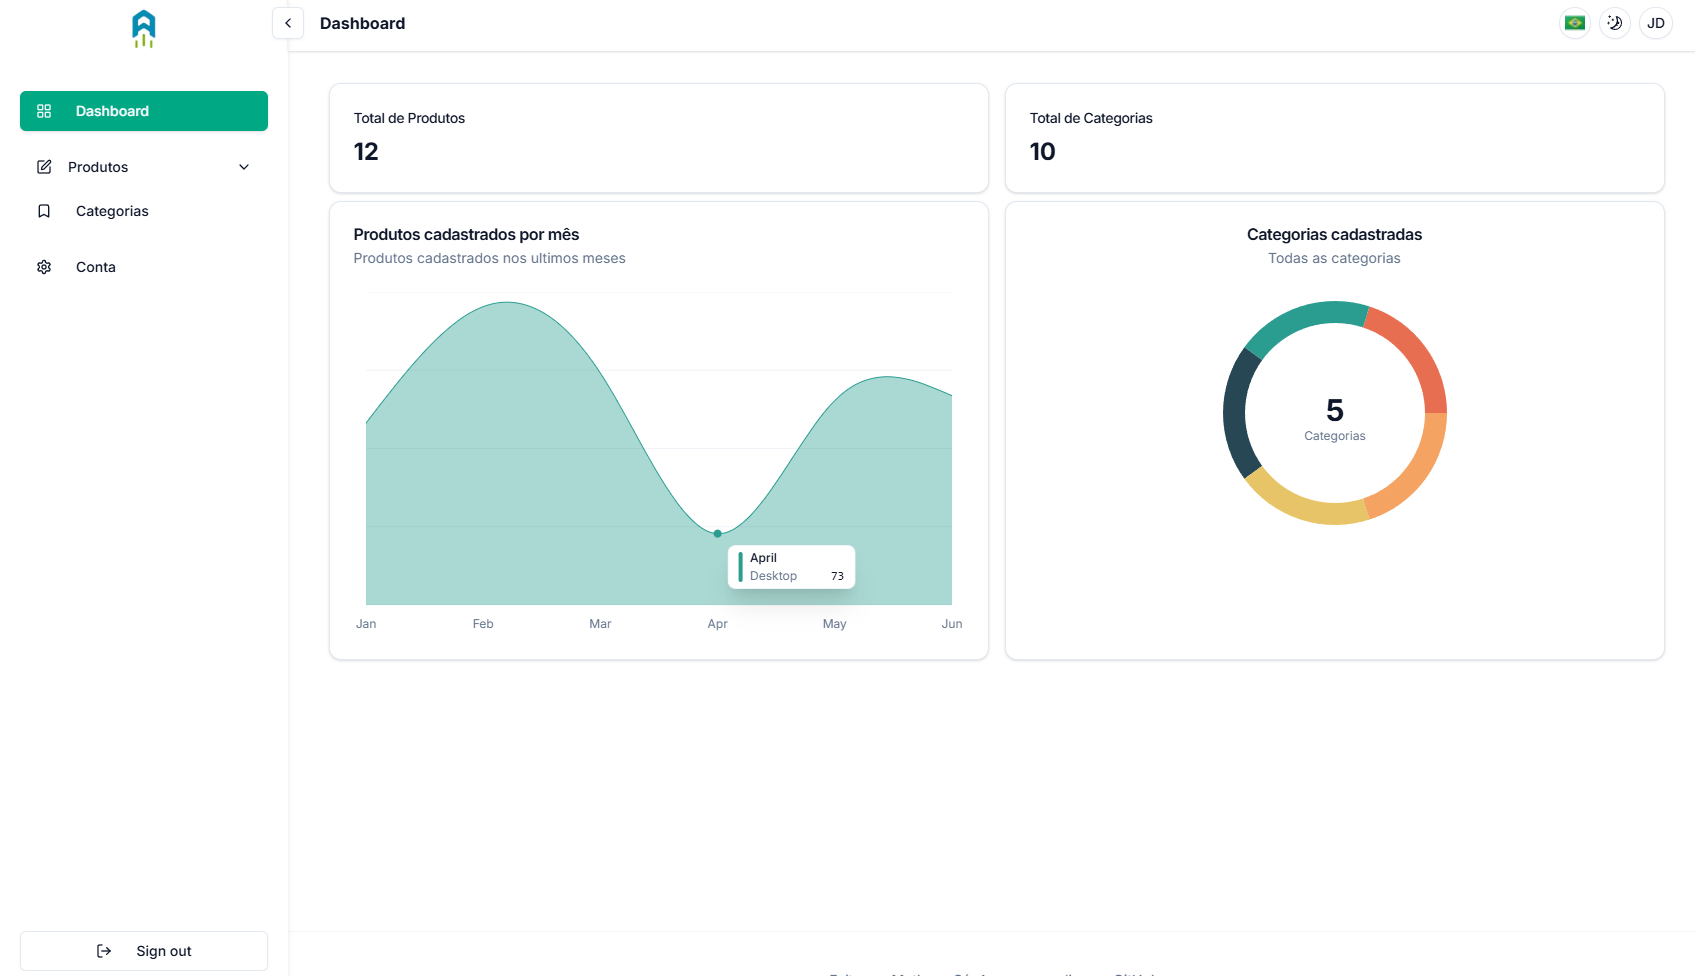 Dashboard
JD
Dashboard
Produtos
Categorias
Conta
Sign out
Total de Produtos
12
Total de Categorias
10
Produtos cadastrados por mês
Produtos cadastrados nos ultimos meses
April
Desktop 73
Jan Feb Mar Apr May Jun
Categorias cadastradas
Todas as categorias
5
Categorias